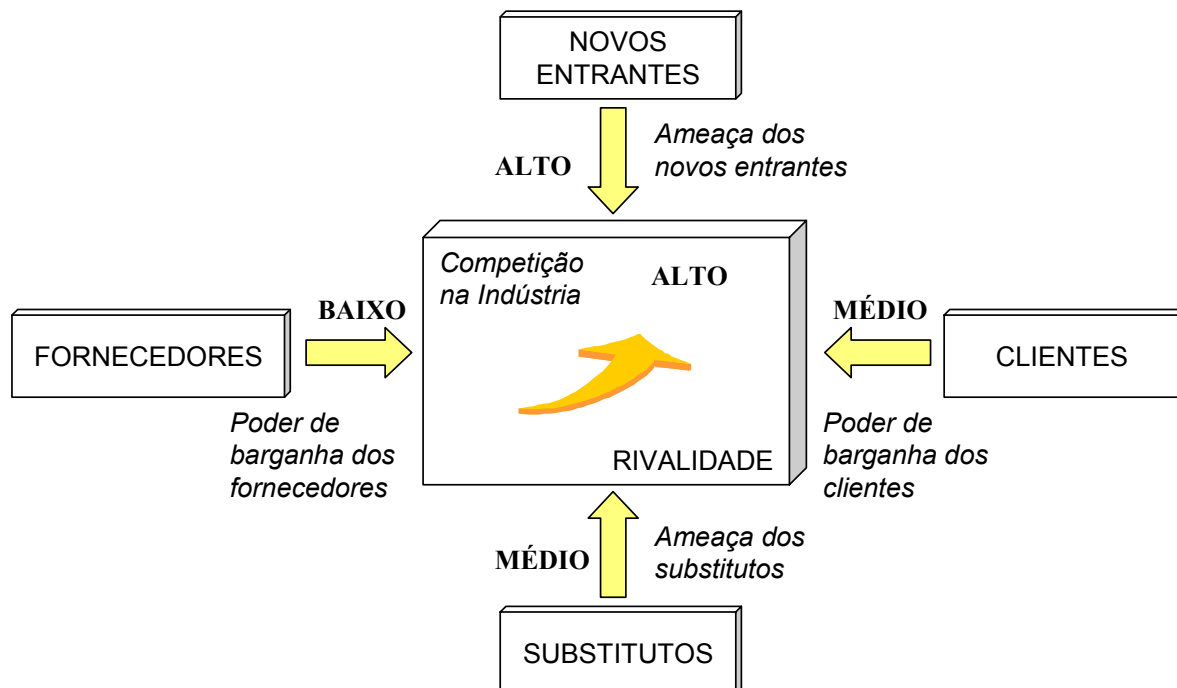 NOVOS
ENTRANTES
Ameaça dos
novos entrantes
ALTO
Competição
na Indústria
ALTO
BAIXO
MÉDIO
FORNECEDORES
CLIENTES
Poder de
barganha dos
fornecedores
Poder de
barganha dos
clientes
RIVALIDADE
Ameaça dos
substitutos
MÉDIO
SUBSTITUTOS